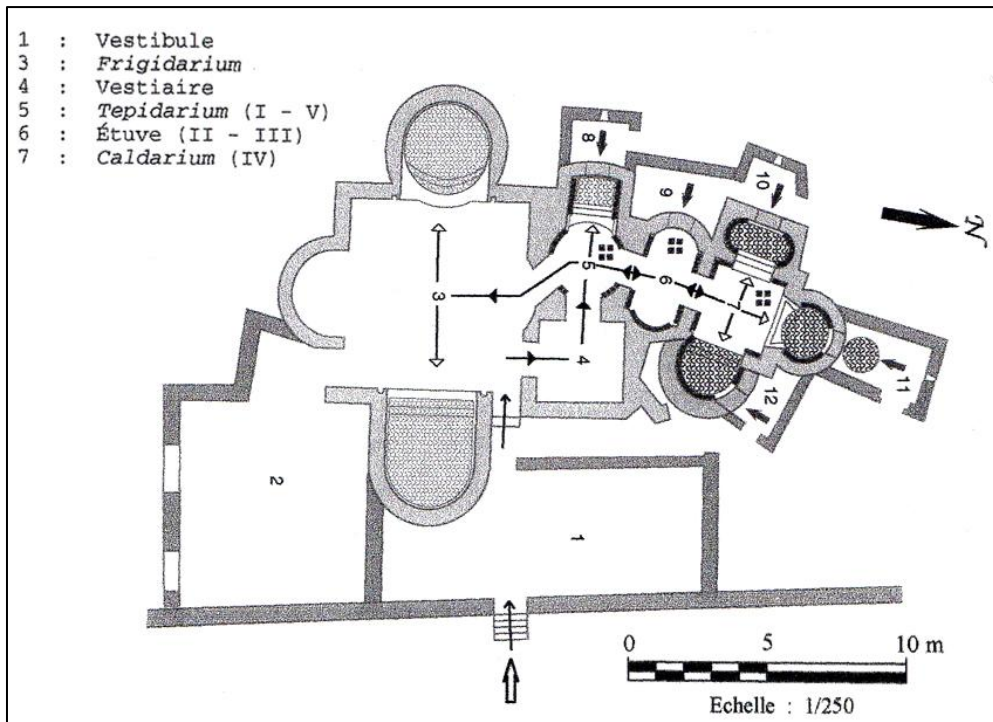 1 : Vestibule
3 : Frigidarium
4 : Vestiaire
5 : Tepidarium (I - V)
6 : Étuve (II - III)
7 : Caldarium (IV)
8
9
10
N
5
6
7
3
4
11
12
2
1
0 5 10 m
Echelle : 1/250